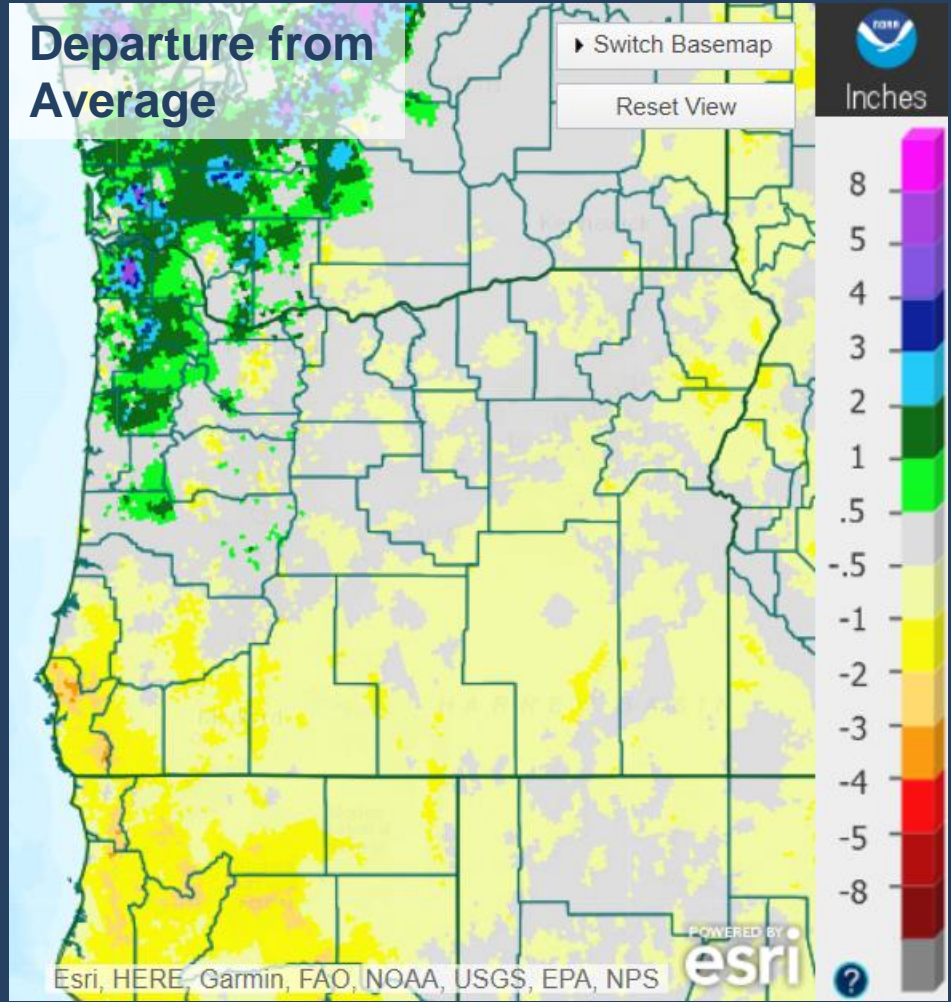 Departure from
Average
Switch Basemap
Reset View
NOAA
Inches
8
5
4
3
2
1
.5
-.5
-1
-2
-3
-4
-5
-8
POWERED BY
esri
Esri, HERE, Garmin, FAO, NOAA, USGS, EPA, NPS
?